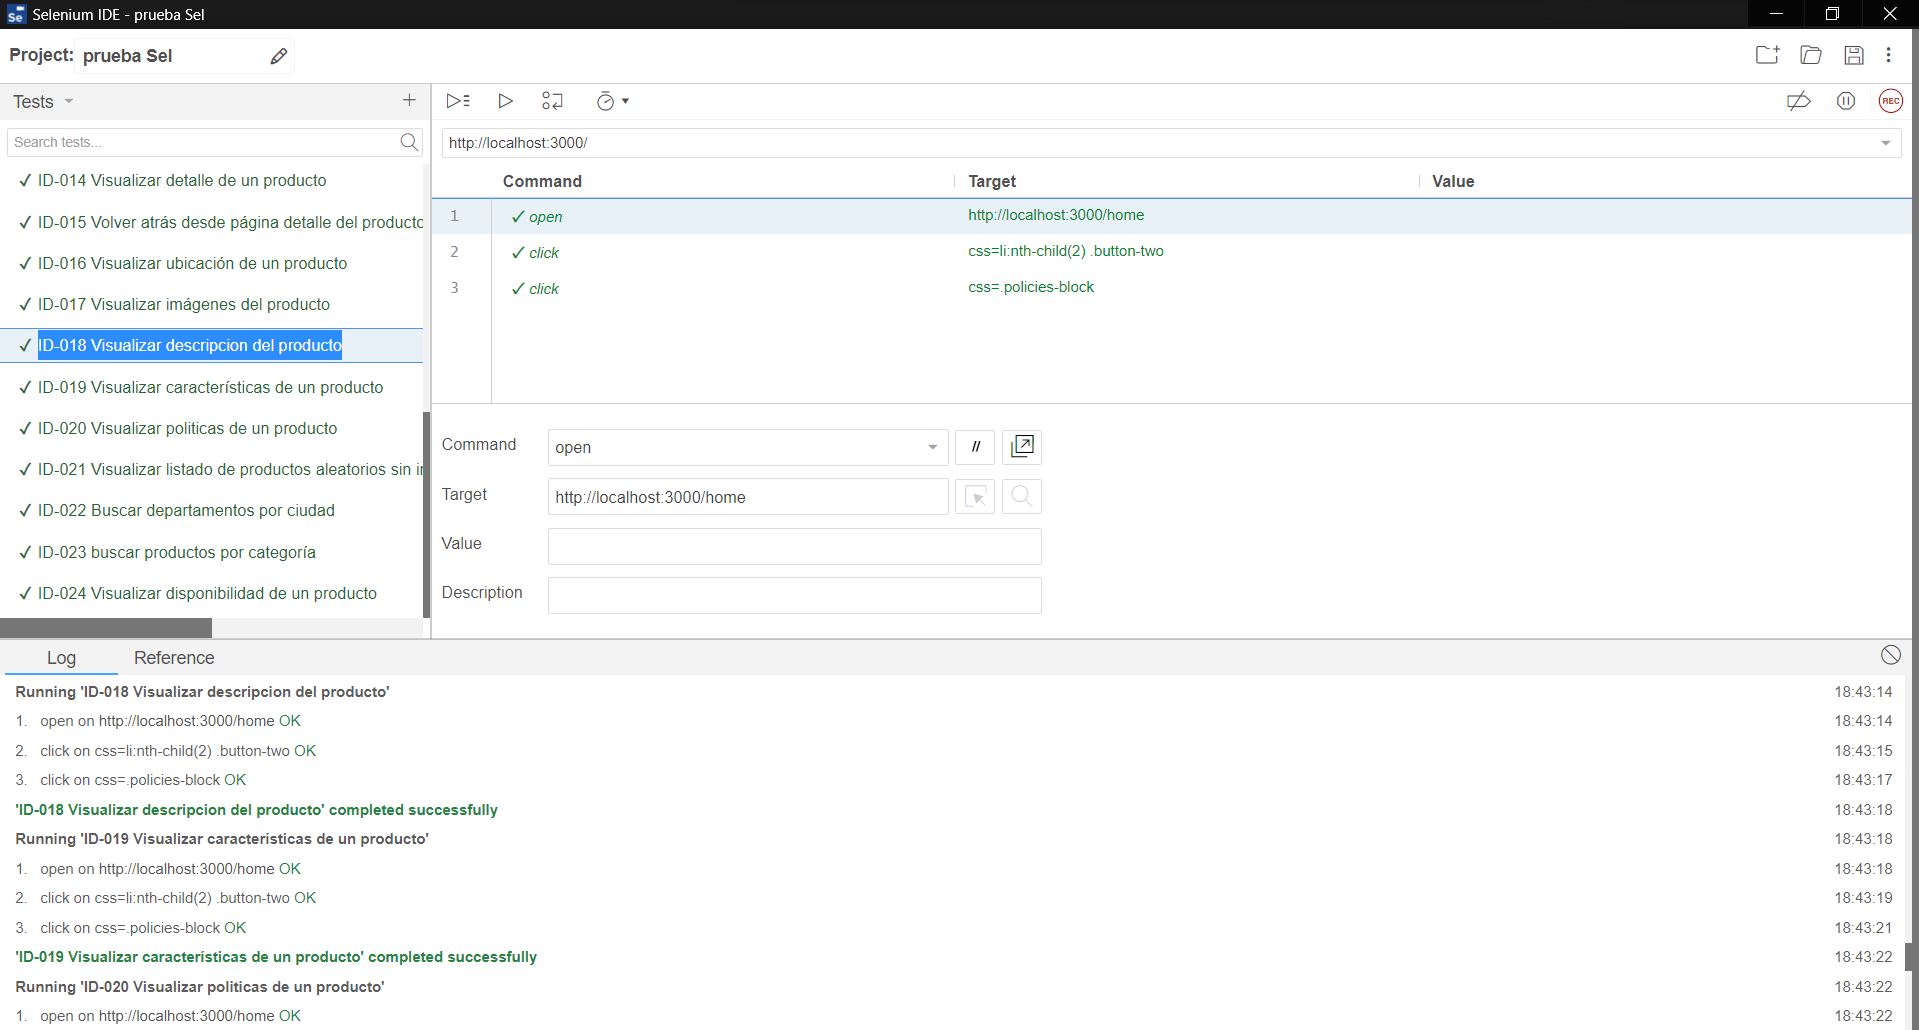 Selenium IDE - prueba Sel
Project: prueba Sel
Tests
Search tests...
✓ ID-014 Visualizar detalle de un producto
✓ ID-015 Volver atrás desde página detalle del producto
✓ ID-016 Visualizar ubicación de un producto
✓ ID-017 Visualizar imágenes del producto
✓ ID-018 Visualizar descripcion del producto
✓ ID-019 Visualizar características de un producto
✓ ID-020 Visualizar politicas de un producto
✓ ID-021 Visualizar listado de productos aleatorios sin
✓ ID-022 Buscar departamentos por ciudad
✓ ID-023 buscar productos por categoría
✓ ID-024 Visualizar disponibilidad de un producto
REC
http://localhost:3000/
Command Target Value
1 ✓ open http://localhost:3000/home
2 ✓ click css=li:nth-child(2) .button-two
3 ✓ click css=.policies-block
Command open //
Target http://localhost:3000/home
Value
Description
Log Reference
Running 'ID-018 Visualizar descripcion del producto' 18:43:14
1. open on http://localhost:3000/home OK 18:43:14
2. click on css=li:nth-child(2) .button-two OK 18:43:15
3. click on css=.policies-block OK 18:43:17
'ID-018 Visualizar descripcion del producto' completed successfully 18:43:18
Running 'ID-019 Visualizar características de un producto' 18:43:18
1. open on http://localhost:3000/home OK 18:43:18
2. click on css=li:nth-child(2) .button-two OK 18:43:19
3. click on css=.policies-block OK 18:43:21
'ID-019 Visualizar características de un producto' completed successfully 18:43:22
Running 'ID-020 Visualizar politicas de un producto' 18:43:22
1. open on http://localhost:3000/home OK 18:43:22